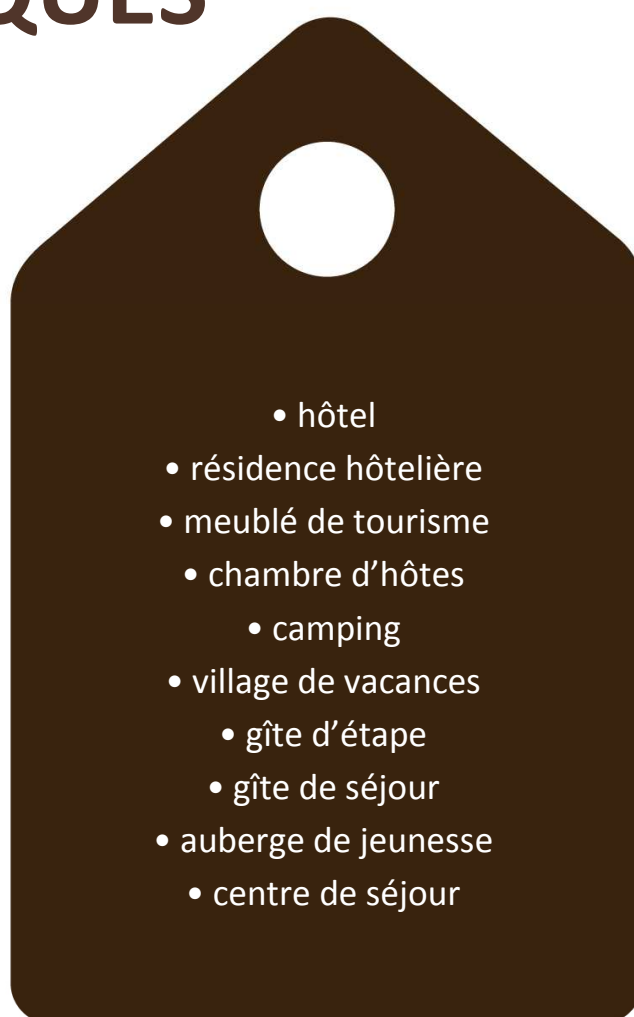 QUES
• hôtel
• résidence hôtelière
• meublé de tourisme
• chambre d’hôtes
• camping
• village de vacances
• gîte d’étape
• gîte de séjour
• auberge de jeunesse
• centre de séjour